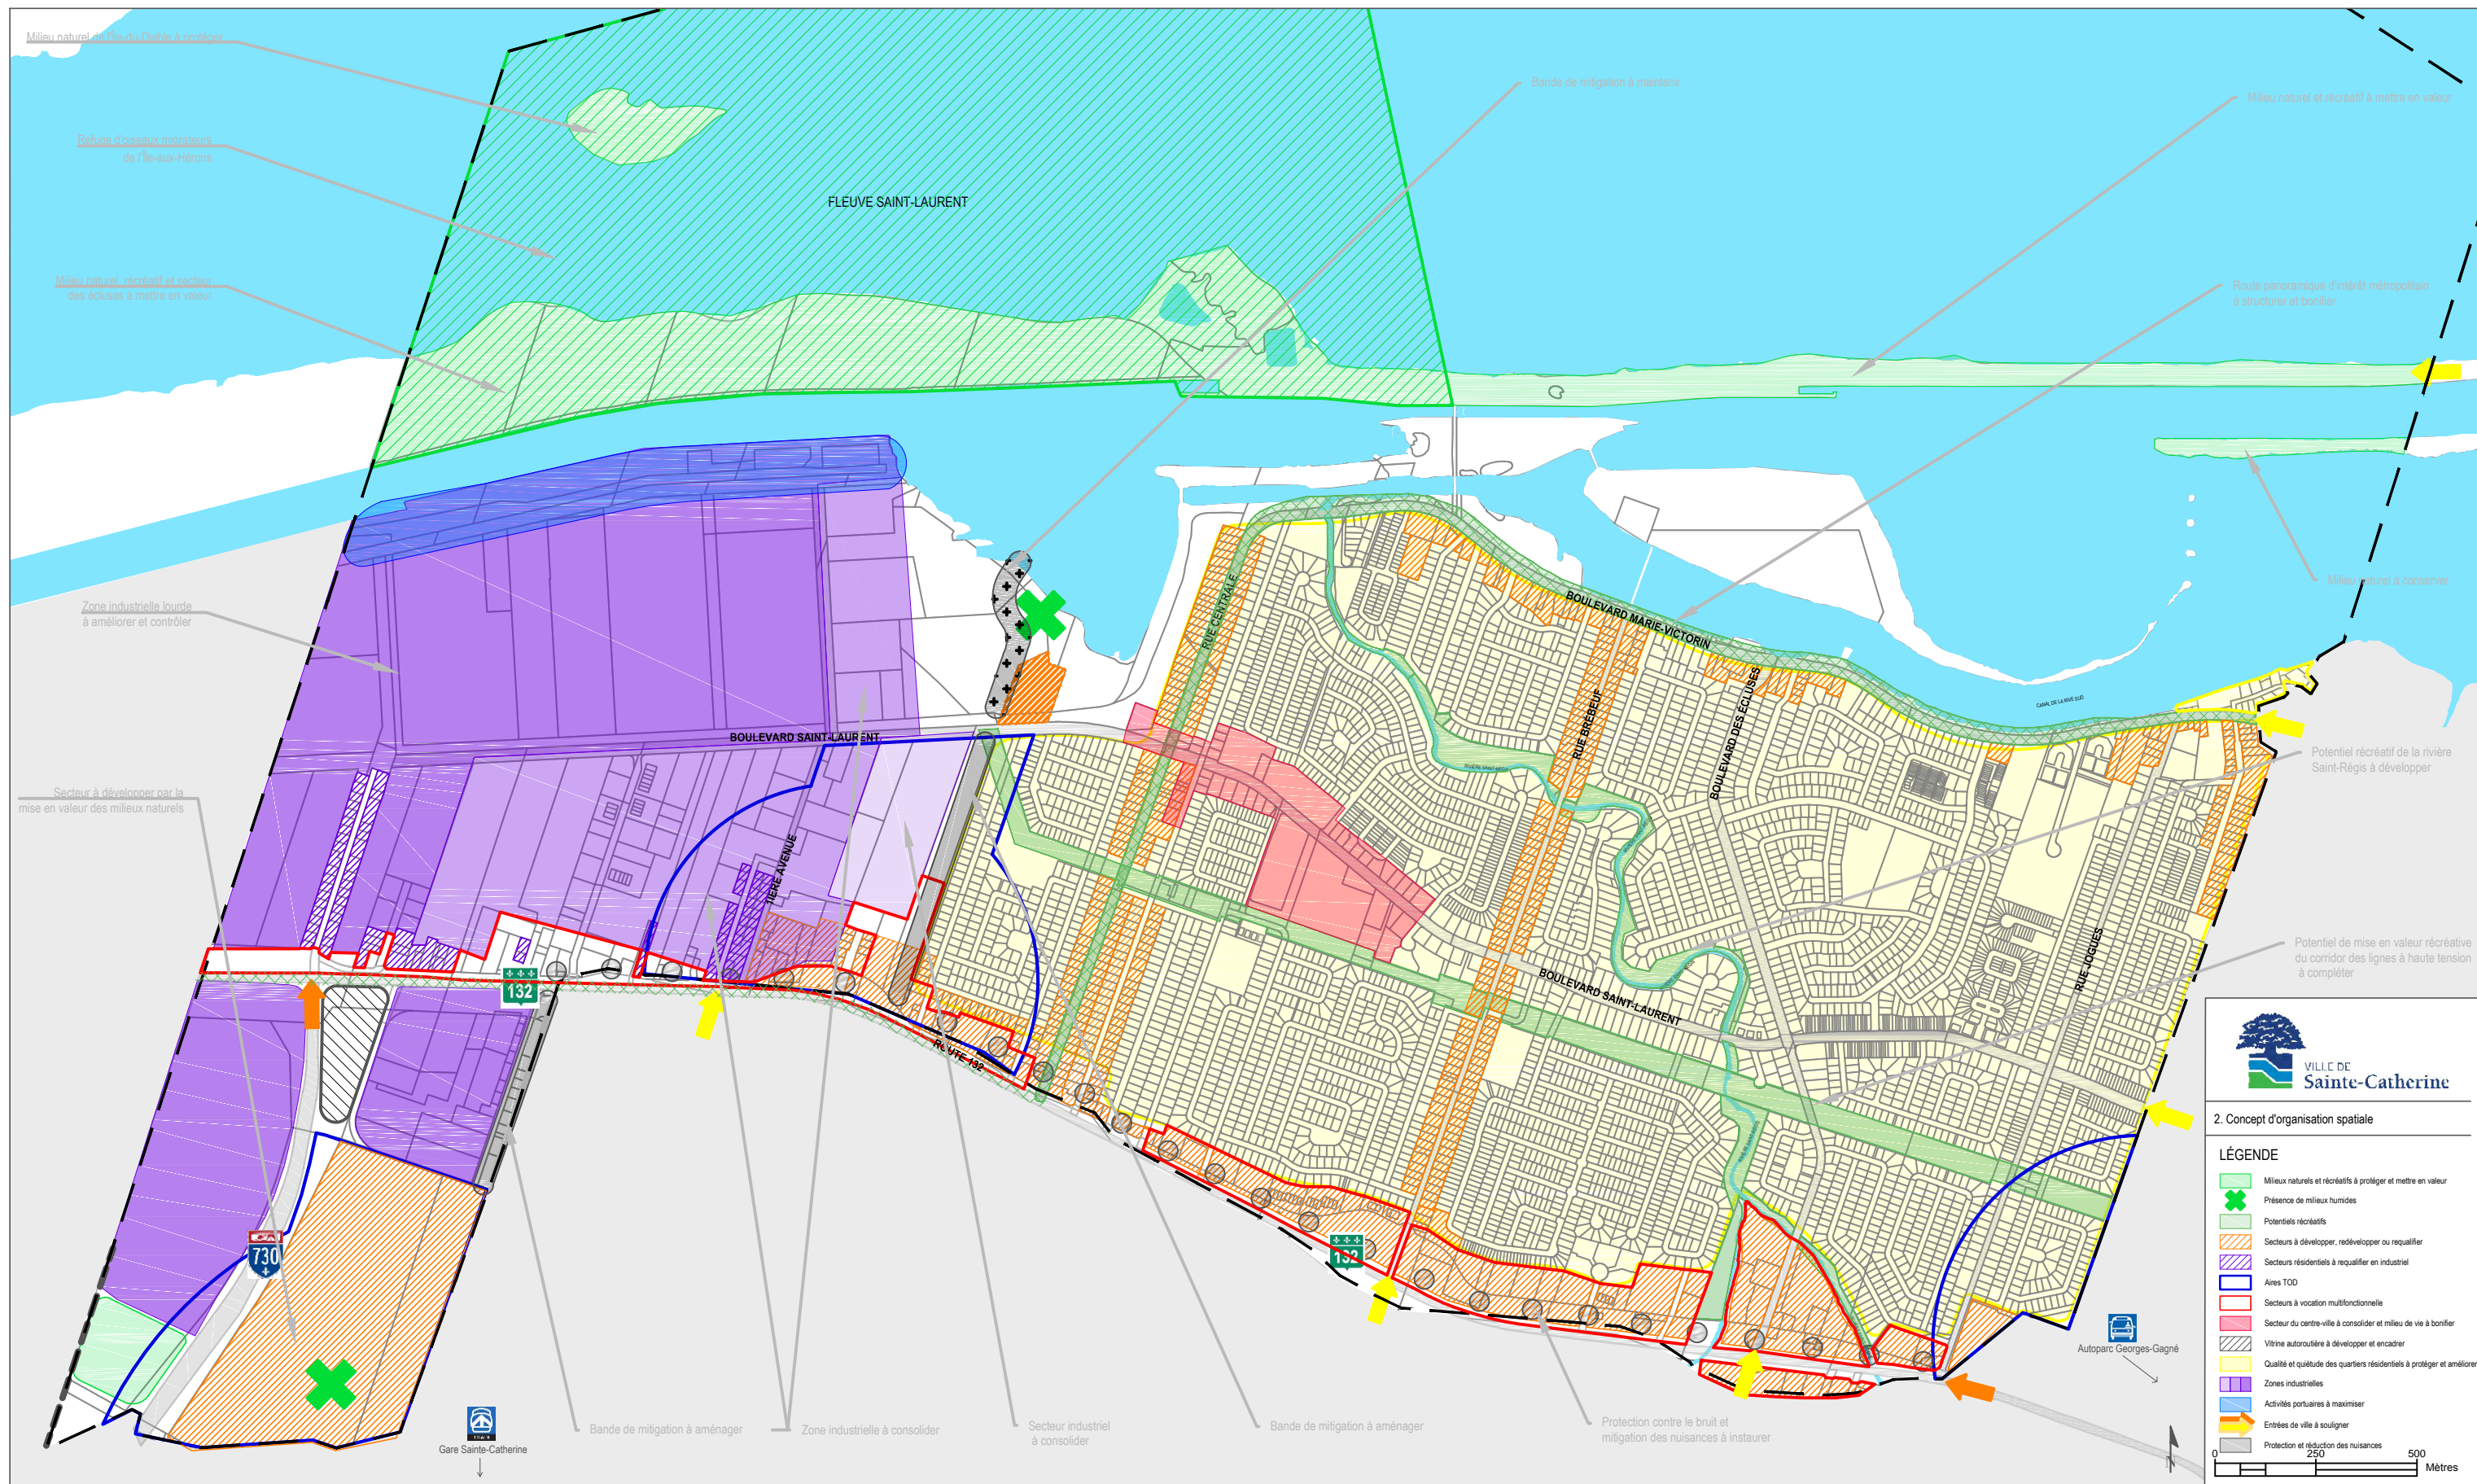 Milieu naturel de l'Île-du-Diable à protéger
Refuge d'oiseaux migrateurs
de l'Île-aux-Hérons
Milieu naturel, récréatif et secteur
des écluses à mettre en valeur
Zone industrielle lourde
à améliorer et contrôler
Secteur à développer par la
mise en valeur des milieux naturels
FLEUVE SAINT-LAURENT
Bande de mitigation à maintenir
Milieu naturel et récréatif à mettre en valeur
Route panoramique d'intérêt métropolitain
à structurer et bonifier
Milieu naturel à conserver
Potentiel récréatif de la rivière
Saint-Régis à développer
Potentiel de mise en valeur récréative
du corridor des lignes à haute tension
à compléter
RUE CENTRALE
BOULEVARD MARIE-VICTORIN
RUE BRÉBEUF
BOULEVARD DES ÉCLUSES
CANAL DE LA RIVE SUD
RIVIÈRE SAINT-RÉGIS
BOULEVARD SAINT-LAURENT
1IÈRE AVENUE
BOULEVARD SAINT-LAURENT
RUE JOGUES
ROUTE 132
132
132
730
Gare Sainte-Catherine
Bande de mitigation à aménager
Zone industrielle à consolider
Secteur industriel
à consolider
Bande de mitigation à aménager
Protection contre le bruit et
mitigation des nuisances à instaurer
Autoparc Georges-Gagné
VILLE DE
Sainte-Catherine
2. Concept d'organisation spatiale
LÉGENDE
Milieux naturels et récréatifs à protéger et mettre en valeur
Présence de milieux humides
Potentiels récréatifs
Secteurs à développer, redévelopper ou requalifier
Secteurs résidentiels à requalifier en industriel
Aires TOD
Secteurs à vocation multifonctionnelle
Secteur du centre-ville à consolider et milieu de vie à bonifier
Vitrine autoroutière à développer et encadrer
Qualité et quiétude des quartiers résidentiels à protéger et améliorer
Zones industrielles
Activités portuaires à maximiser
Entrées de ville à souligner
Protection et réduction des nuisances
0 250 500
Mètres
N